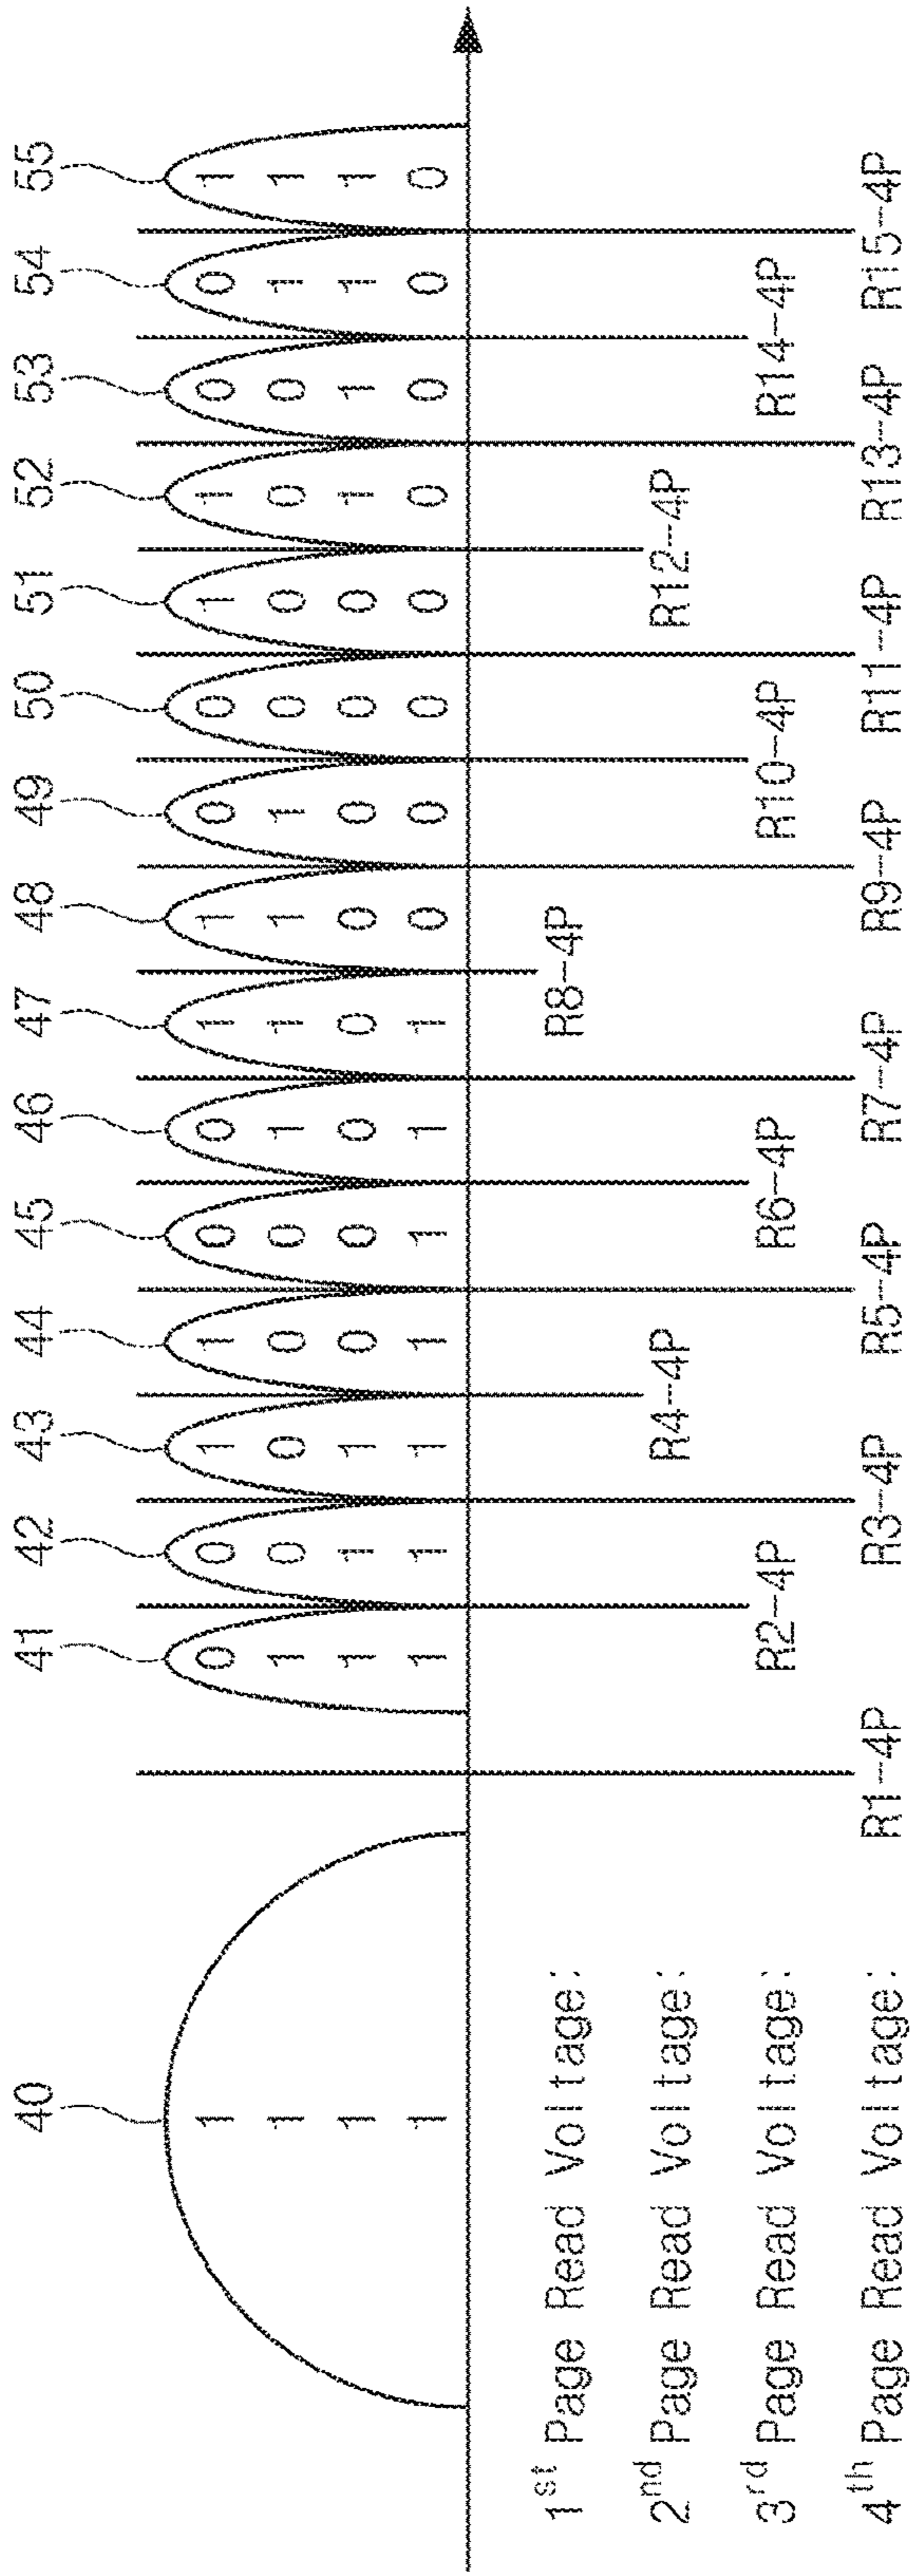 40 41 42 43 44 45 46 47 48 49 50 51 52 53 54 55
1 0 0 1 1 0 0 1 1 0 0 1 1 0 0 1
1 1 0 0 0 0 1 1 1 1 0 0 0 0 1 1
1 1 1 1 0 0 0 0 0 0 0 0 1 1 1 1
1 1 1 1 1 1 1 1 0 0 0 0 0 0 0 0
1st Page Read Voltage: R8-4P
2nd Page Read Voltage: R4-4P R12-4P
3rd Page Read Voltage: R2-4P R6-4P R10-4P R14-4P
4th Page Read Voltage: R1-4P R3-4P R5-4P R7-4P R9-4P R11-4P R13-4P R15-4P